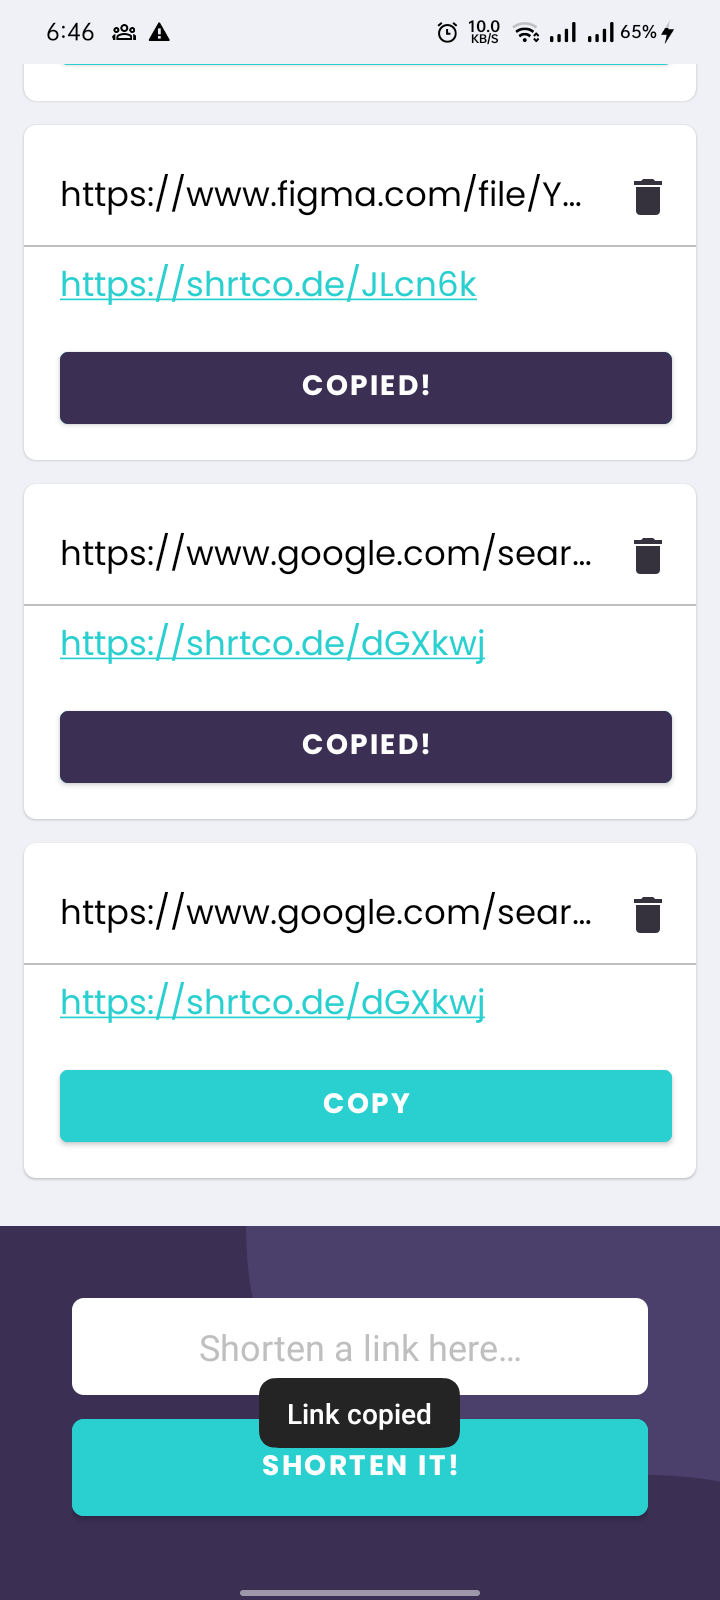 6:46 10.0 KB/S 65%
https://www.figma.com/file/Y...
https://shrtco.de/JLcn6k
COPIED!
https://www.google.com/sear...
https://shrtco.de/dGXkwj
COPIED!
https://www.google.com/sear...
https://shrtco.de/dGXkwj
COPY
Shorten a link here...
Link copied
SHORTEN IT!